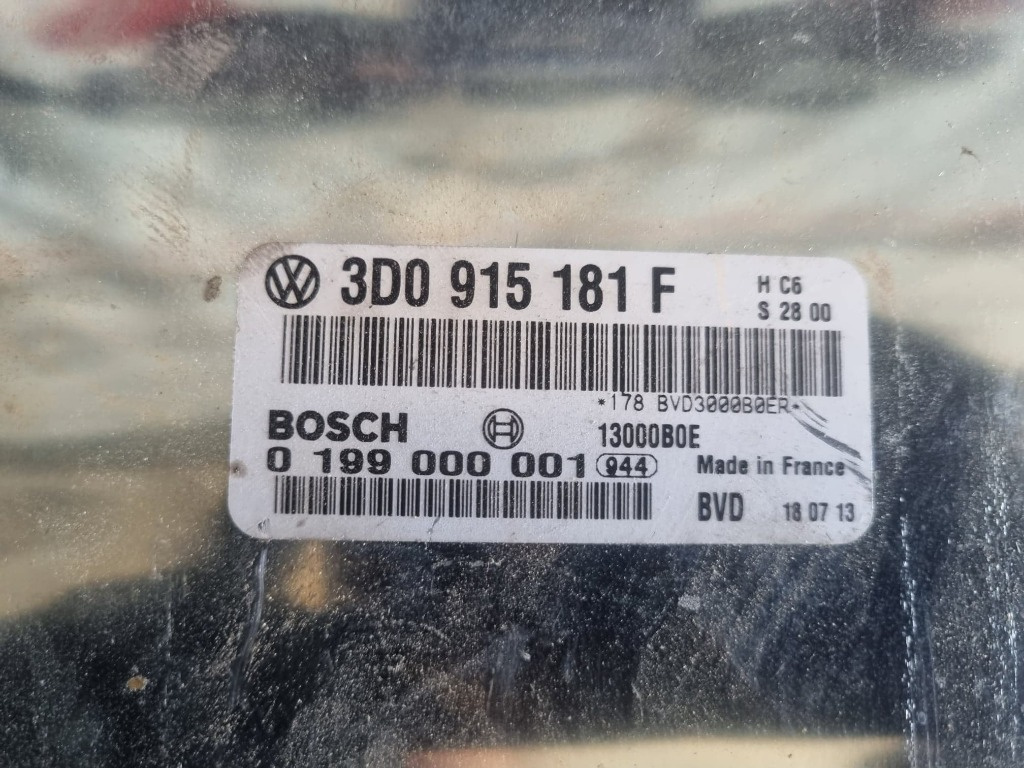 3D0 915 181 F
H C6
S 28 00
*178 BVD3000B0ER*
BOSCH
13000B0E
0 199 000 001 944
Made in France
BVD
18 07 13